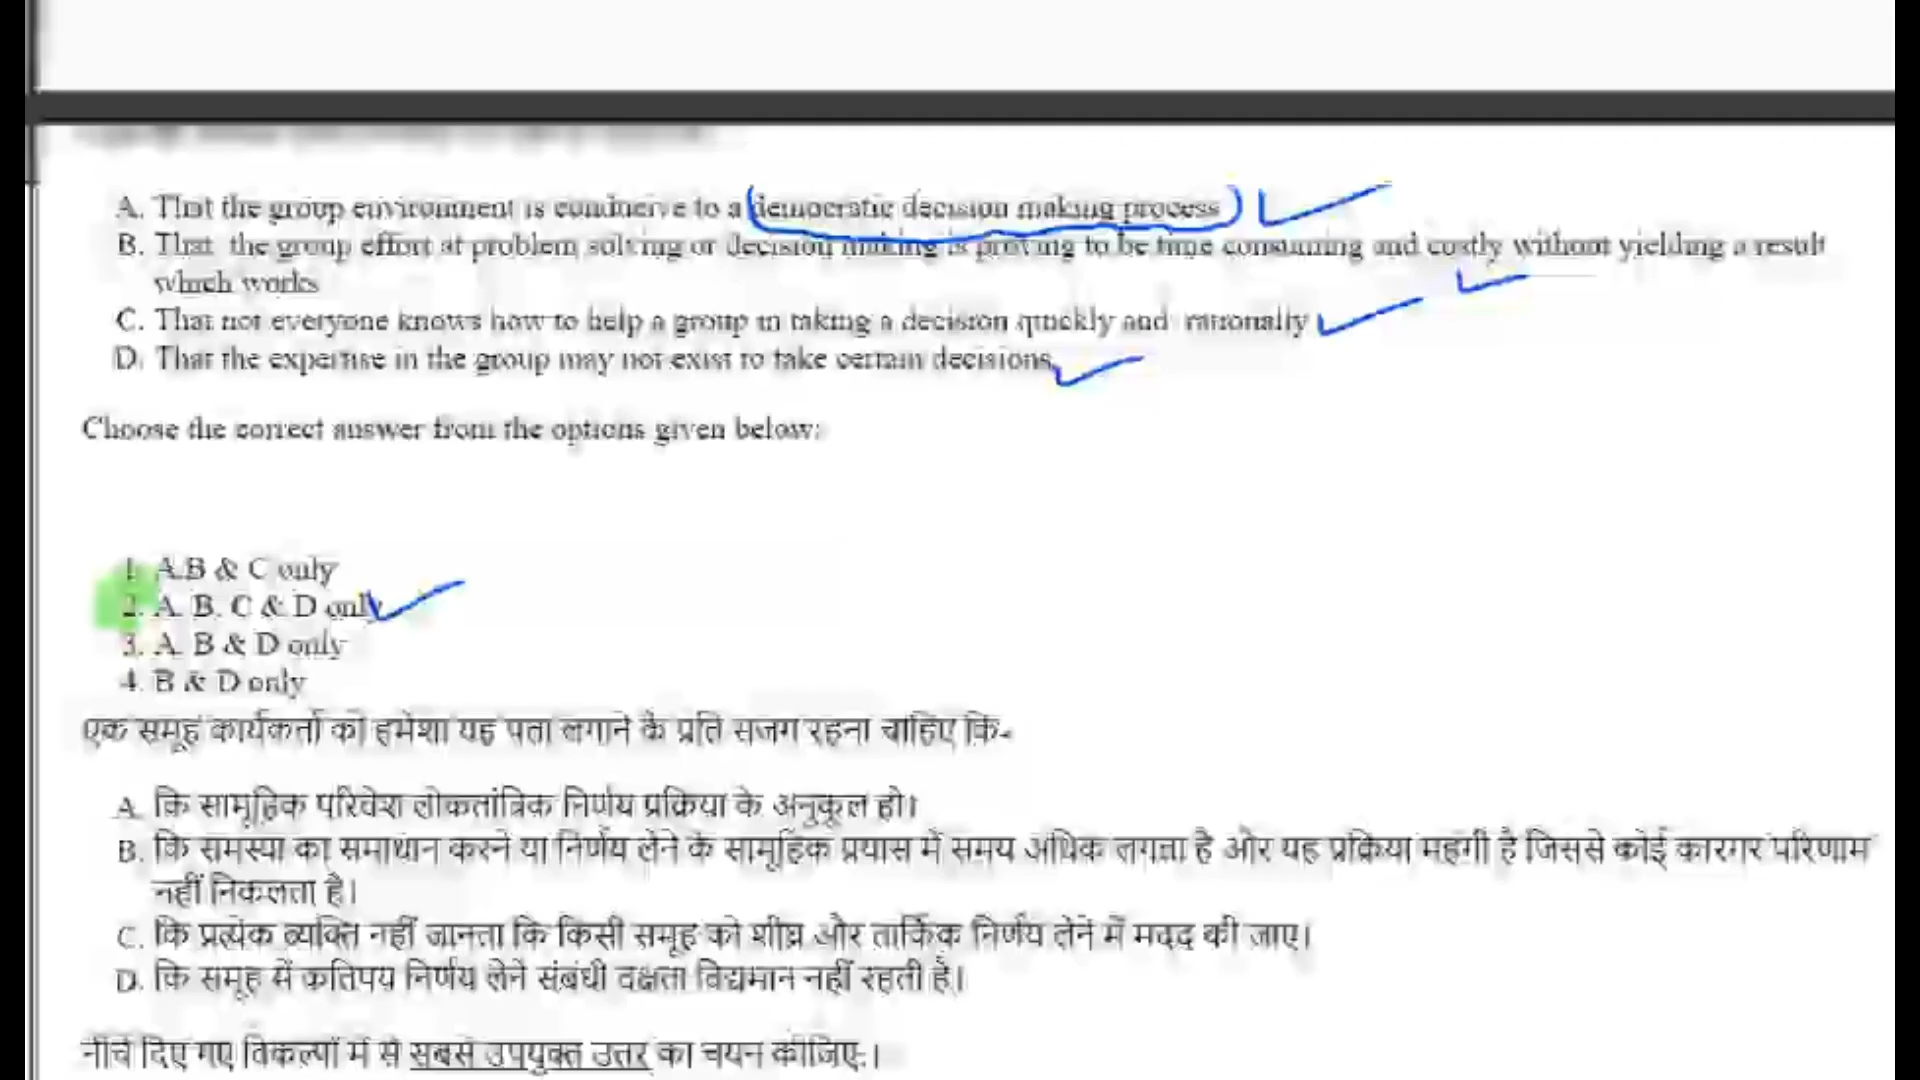 A. That the group environment is conducive to a democratic decision making process
B. That the group effort at problem solving or decision making is proving to be time consuming and costly without yielding a result
which works
C. That not everyone knows how to help a group in taking a decision quickly and rationally
D. That the expertise in the group may not exist to take certain decisions.
Choose the correct answer from the options given below:
1. A.B & C only
2. A. B. C & D only
3. A. B & D only
4. B & D only
एक समूह कार्यकर्ता को हमेशा यह पता लगाने के प्रति सजग रहना चाहिए कि-
A. कि सामूहिक परिवेश लोकतांत्रिक निर्णय प्रक्रिया के अनुकूल हो।
B. कि समस्या का समाधान करने या निर्णय लेने के सामूहिक प्रयास में समय अधिक लगता है और यह प्रक्रिया महंगी है जिससे कोई कारगर परिणाम
नहीं निकलता है।
C. कि प्रत्येक व्यक्ति नहीं जानता कि किसी समूह को शीघ्र और तार्किक निर्णय लेने में मदद की जाए।
D. कि समूह में कतिपय निर्णय लेने संबंधी दक्षता विद्यमान नहीं रहती है।
नीचे दिए गए विकल्पों में से सबसे उपयुक्त उत्तर का चयन कीजिए:।